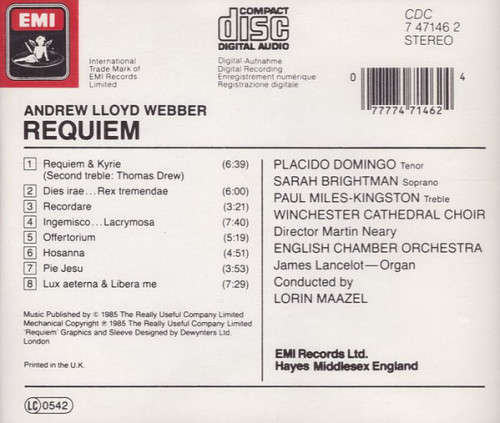 EMI
International
Trade Mark of
EMI Records
Limited
COMPACT
disc
DIGITAL AUDIO
Digital-Aufnahme
Digital Recording
Enregistrement numérique
Registrazione digitale
CDC
7 47146 2
STEREO
0 77774 71462 4
ANDREW LLOYD WEBBER
REQUIEM
1 Requiem & Kyrie (6:39)
(Second treble: Thomas Drew)
2 Dies irae...Rex tremendae (6:00)
3 Recordare (3:21)
4 Ingemisco...Lacrymosa (7:40)
5 Offertorium (5:19)
6 Hosanna (4:51)
7 Pie Jesu (3:53)
8 Lux aeterna & Libera me (7:29)
PLACIDO DOMINGO Tenor
SARAH BRIGHTMAN Soprano
PAUL MILES-KINGSTON Treble
WINCHESTER CATHEDRAL CHOIR
Director Martin Neary
ENGLISH CHAMBER ORCHESTRA
James Lancelot—Organ
Conducted by
LORIN MAAZEL
Music Published by © 1985 The Really Useful Company Limited
Mechanical Copyright ℗ 1985 The Really Useful Company Limited
'Requiem' Graphics and Sleeve Designed by Dewynters Ltd.
London
Printed in the U.K.
EMI Records Ltd.
Hayes Middlesex England
LC 0542